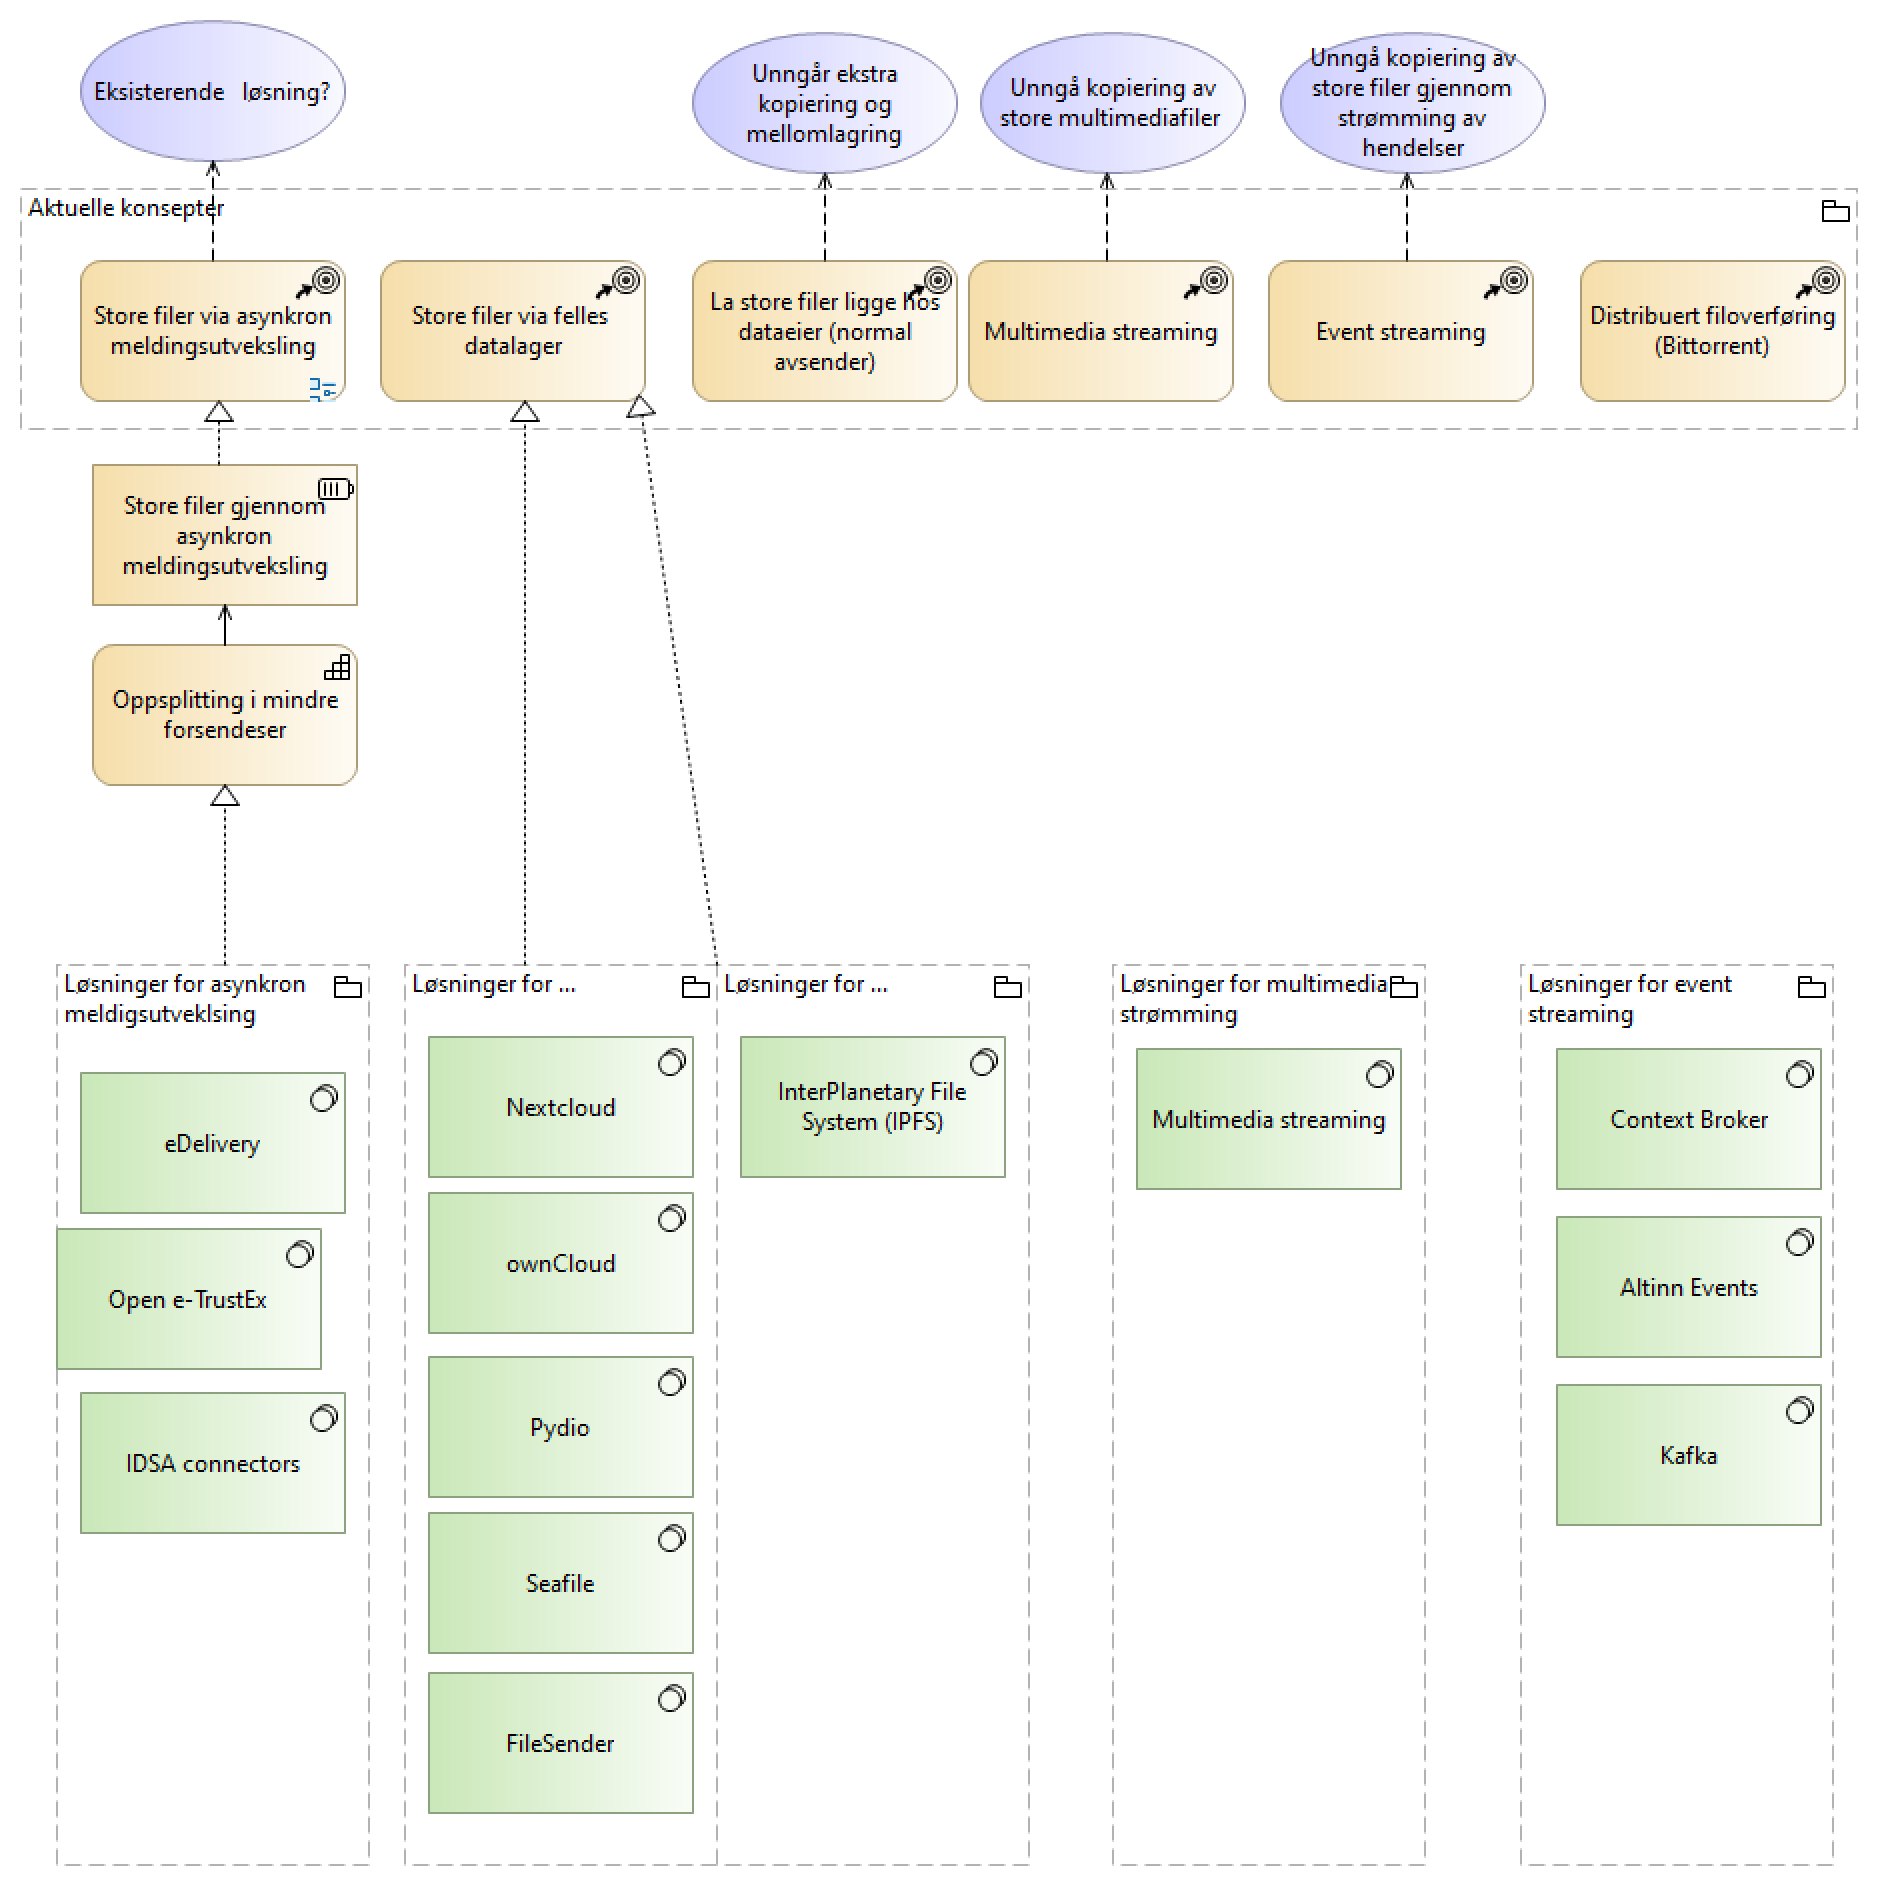 Eksisterende løsning?
Unngår ekstra
kopiering og
mellomlagring
Unngå kopiering av
store multimediafiler
Unngå kopiering av
store filer gjennom
strømming av
hendelser
Aktuelle konsepter
Store filer via asynkron
meldingsutveksling
Store filer via felles
datalager
La store filer ligge hos
dataeier (normal
avsender)
Multimedia streaming
Event streaming
Distribuert filoverføring
(Bittorrent)
Store filer gjennom
asynkron
meldingsutveksling
Oppsplitting i mindre
forsendeser
Løsninger for asynkron
meldigsutveklsing
eDelivery
Open e-TrustEx
IDSA connectors
Løsninger for ...
Nextcloud
ownCloud
Pydio
Seafile
FileSender
Løsninger for ...
InterPlanetary File
System (IPFS)
Løsninger for multimedia
strømming
Multimedia streaming
Løsninger for event
streaming
Context Broker
Altinn Events
Kafka